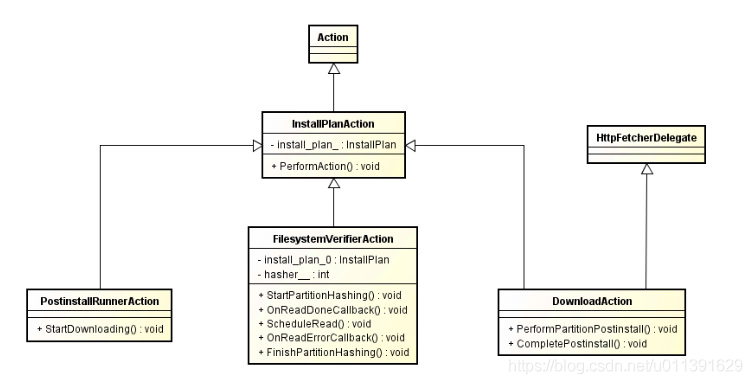 Action
InstallPlanAction
- install_plan_ : InstallPlan
+ PerformAction() : void
HttpFetcherDelegate
FilesystemVerifierAction
- install_plan_0 : InstallPlan
- hasher__ : int
+ StartPartitionHashing() : void
+ OnReadDoneCallback() : void
+ ScheduleRead() : void
+ OnReadErrorCallback() : void
+ FinishPartitionHashing() : void
PostinstallRunnerAction
+ StartDownloading() : void
DownloadAction
+ PerformPartitionPostinstall() : void
+ CompletePostinstall() : void
https://blog.csdn.net/u011391629